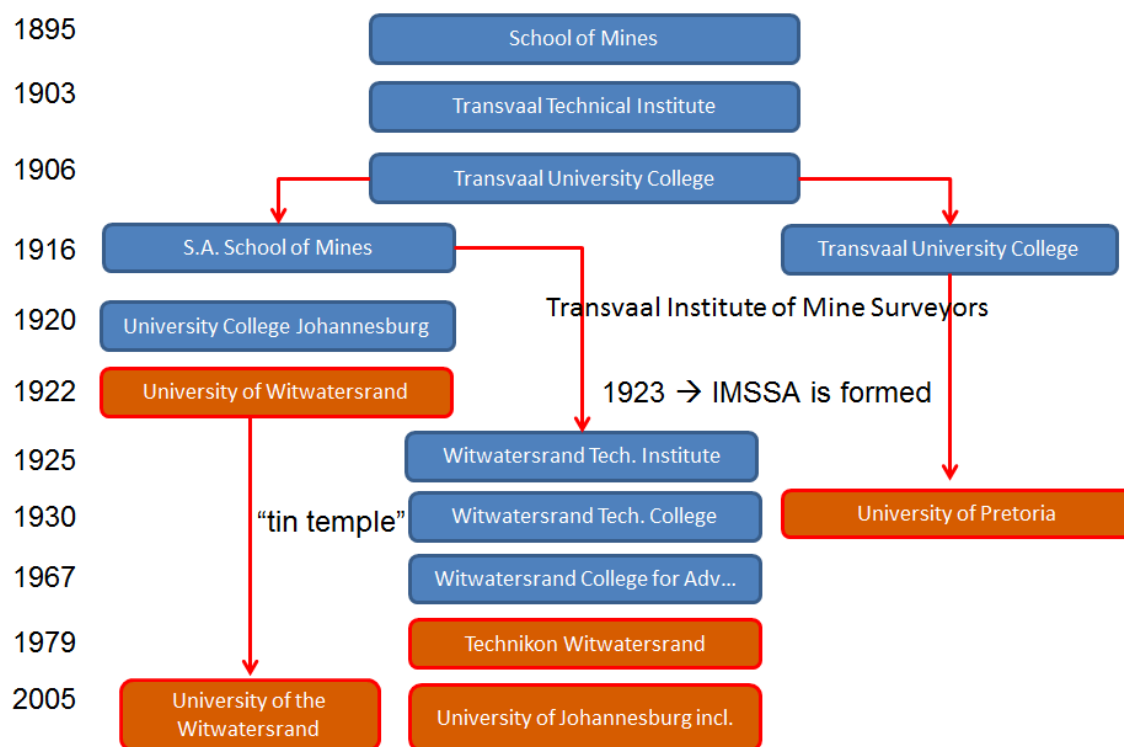 1895
School of Mines
1903
Transvaal Technical Institute
1906
Transvaal University College
1916
S.A. School of Mines
Transvaal University College
Transvaal Institute of Mine Surveyors
1920
University College Johannesburg
1922
University of Witwatersrand
1923 → IMSSA is formed
1925
Witwatersrand Tech. Institute
1930
"tin temple"
Witwatersrand Tech. College
University of Pretoria
1967
Witwatersrand College for Adv...
1979
Technikon Witwatersrand
2005
University of the
Witwatersrand
University of Johannesburg incl.